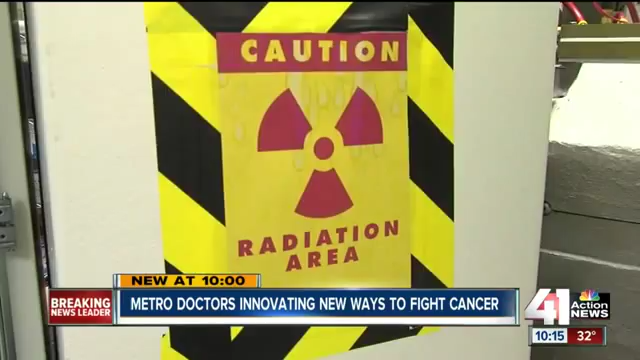 CAUTION
RADIATION
AREA
NEW AT 10:00
BREAKING
NEWS LEADER
METRO DOCTORS INNOVATING NEW WAYS TO FIGHT CANCER
41 Action
NEWS
10:15 32°